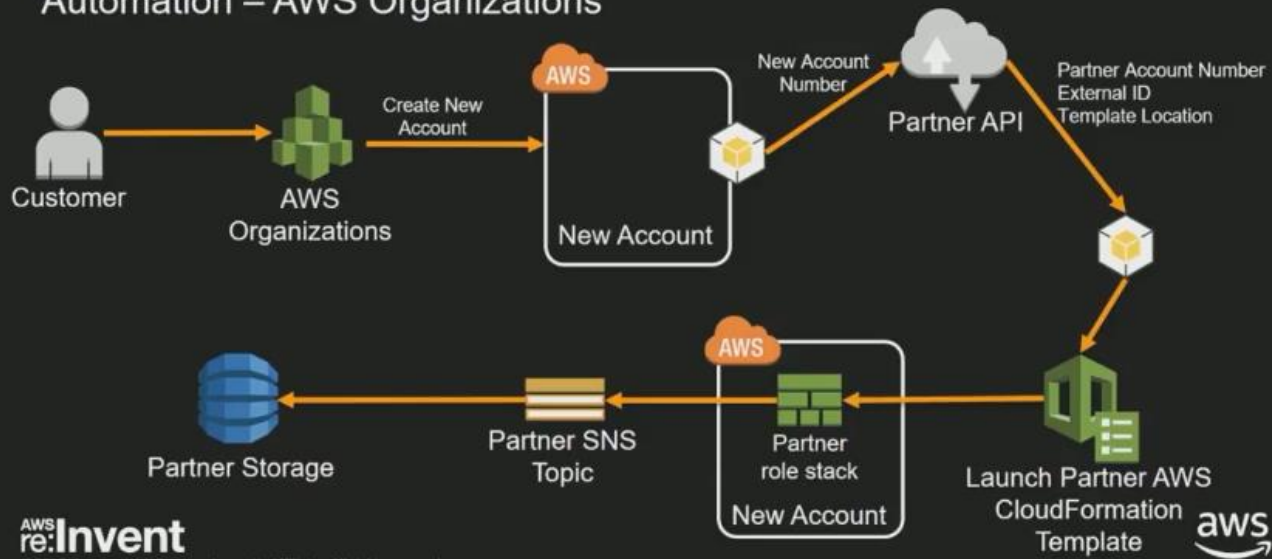 Automation – AWS Organizations
Customer
AWS
Organizations
Create New
Account
AWS
New Account
New Account
Number
Partner API
Partner Account Number
External ID
Template Location
Launch Partner AWS
CloudFormation
Template
AWS
Partner
role stack
New Account
Partner SNS
Topic
Partner Storage
AWS
re:Invent
aws